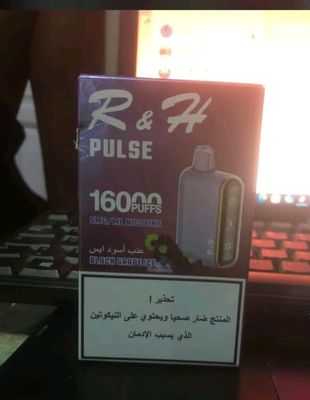 R & H
PULSE
16000
PUFFS
5MG/ML NICOTINE
عنب أسود ايس
BLACK GRAPE ICE
تحذير !
المنتج ضار صحيا ويحتوي على النيكوتين
الذي يسبب الإدمان